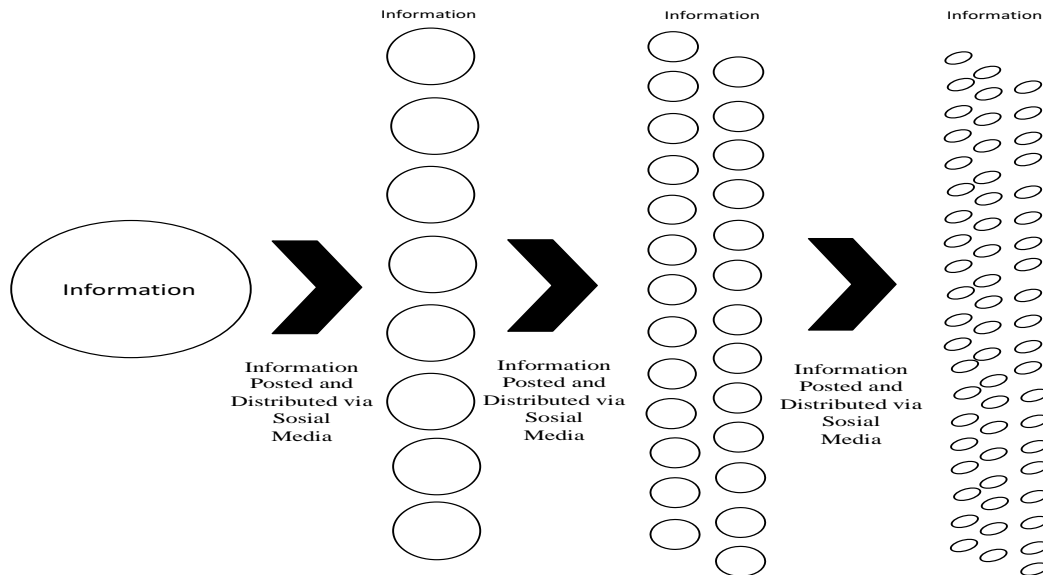 Information
Information
Information
Information
Information
Posted and
Distributed via
Sosial
Media
Information
Posted and
Distributed via
Sosial
Media
Information
Posted and
Distributed via
Sosial
Media